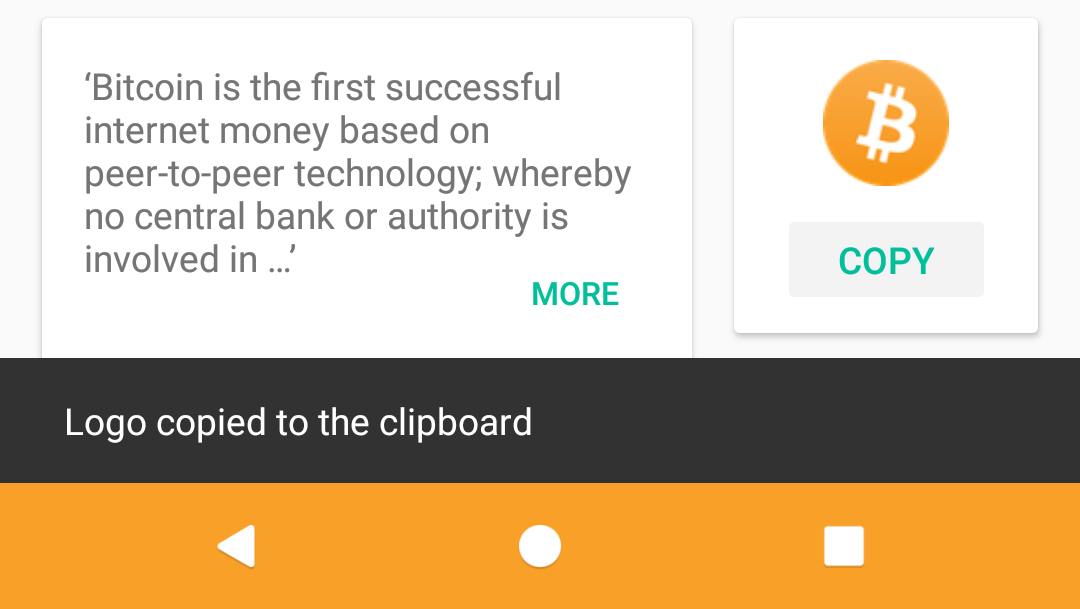 ‘Bitcoin is the first successful
internet money based on
peer-to-peer technology; whereby
no central bank or authority is
involved in …’
MORE
COPY
Logo copied to the clipboard